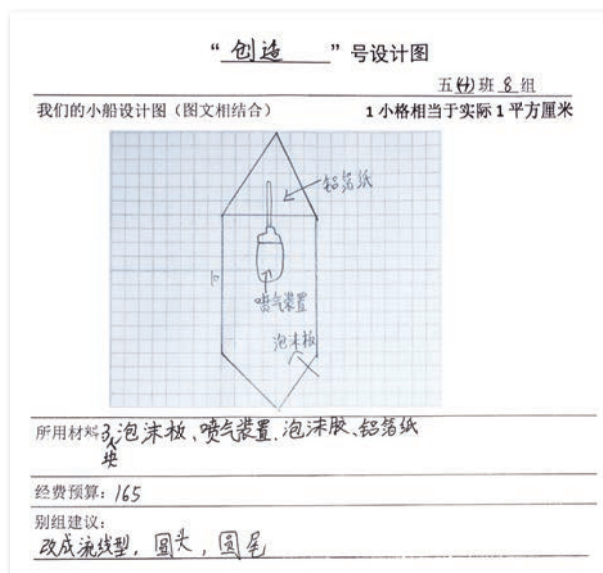 “创造”号设计图
五(4)班 8 组
我们的小船设计图（图文相结合） 1 小格相当于实际 1 平方厘米
铝箔纸
10
喷气装置
泡沫板
所用材料：3块泡沫板、喷气装置、泡沫胶、铝箔纸
经费预算：165
别组建议：
改成流线型，圆头，圆尾